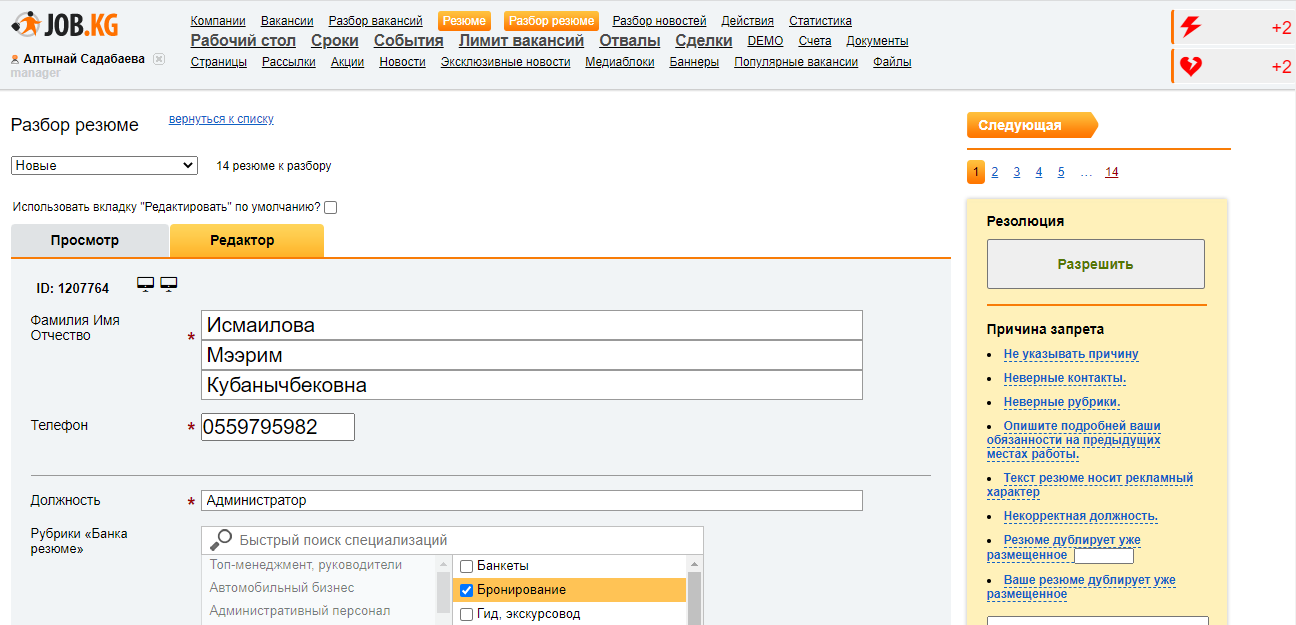 JOB.KG
Алтынай Садабаева
manager
Компании Вакансии Разбор вакансий Резюме Разбор резюме Разбор новостей Действия Статистика
Рабочий стол Сроки События Лимит вакансий Отвалы Сделки DEMO Счета Документы
Страницы Рассылки Акции Новости Эксклюзивные новости Медиаблоки Баннеры Популярные вакансии Файлы
+2
+2
Разбор резюме вернуться к списку
Новые 14 резюме к разбору
Использовать вкладку "Редактировать" по умолчанию?
Просмотр Редактор
ID: 1207764
Фамилия Имя
Отчество *
Исмаилова
Мээрим
Кубанычбековна
Телефон * 0559795982
Должность * Администратор
Рубрики «Банка
резюме»
Быстрый поиск специализаций
Топ-менеджмент, руководители
Автомобильный бизнес
Административный персонал
Банкеты
Бронирование
Гид, экскурсовод
Следующая
1 2 3 4 5 ... 14
Резолюция
Разрешить
Причина запрета
• Не указывать причину
• Неверные контакты.
• Неверные рубрики.
• Опишите подробней ваши
обязанности на предыдущих
местах работы.
• Текст резюме носит рекламный
характер
• Некорректная должность.
• Резюме дублирует уже
размещенное
• Ваше резюме дублирует уже
размещенное